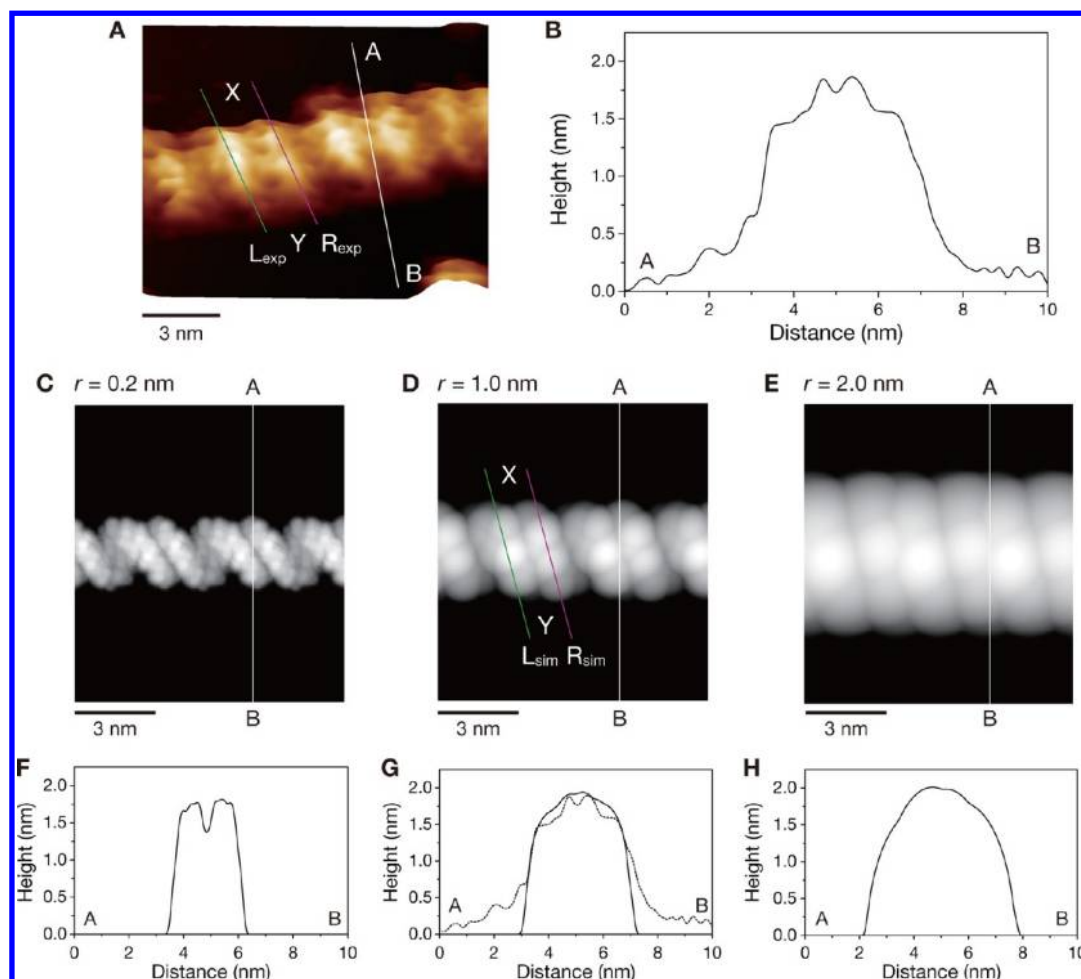 A
A
X
L exp Y R exp
B
3 nm
B
Height (nm)
2.0
1.5
1.0
0.5
0.0
A
B
0 2 4 6 8 10
Distance (nm)
C r = 0.2 nm A
B
3 nm
D r = 1.0 nm A
X
Y
L sim R sim
B
3 nm
E r = 2.0 nm A
B
3 nm
F
Height (nm)
2.0
1.5
1.0
0.5
0.0
A B
0 2 4 6 8 10
Distance (nm)
G
Height (nm)
2.0
1.5
1.0
0.5
0.0
A B
0 2 4 6 8 10
Distance (nm)
H
Height (nm)
2.0
1.5
1.0
0.5
0.0
A B
0 2 4 6 8 10
Distance (nm)